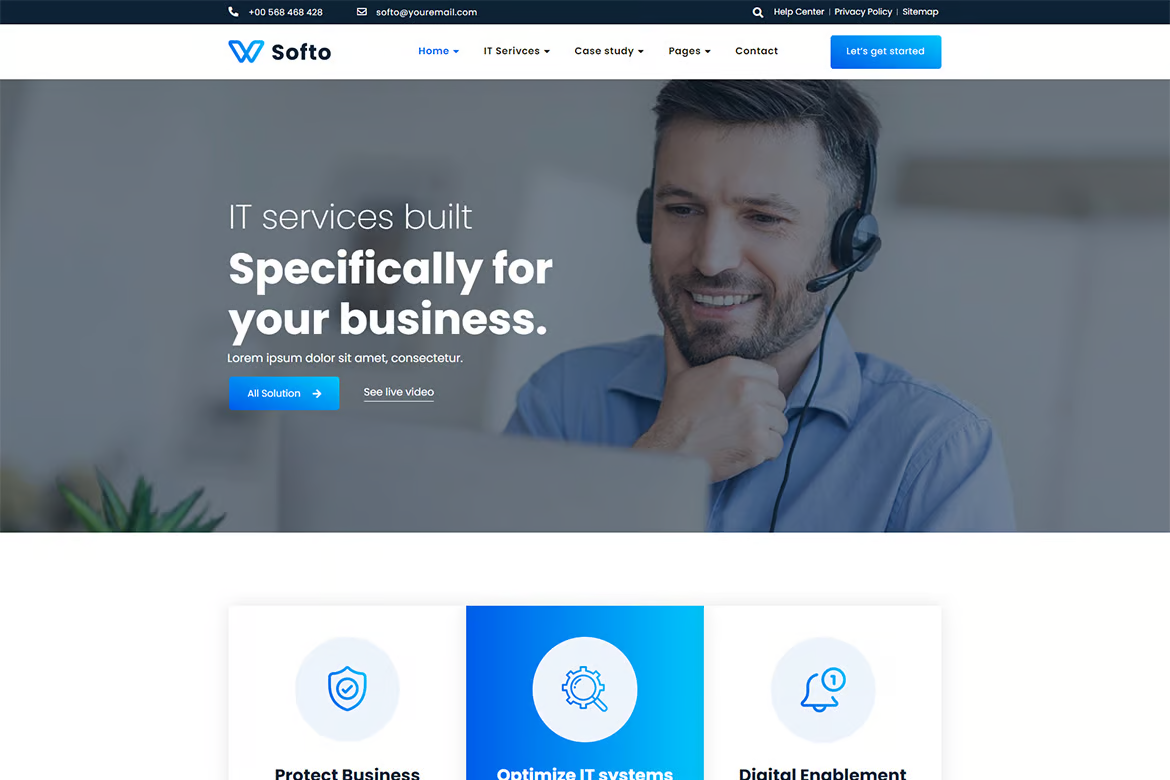 +00 568 468 428
softo@youremail.com
Help Center | Privacy Policy | Sitemap
Softo
Home
IT Serivces
Case study
Pages
Contact
Let's get started
IT services built
Specifically for
your business.
Lorem ipsum dolor sit amet, consectetur.
All Solution
See live video
1
Protect Business
Optimize IT systems
Digital Enablement